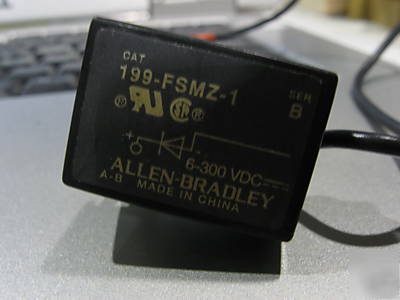 CAT
199-FSMZ-1
SER
B
6-300 VDC
ALLEN-BRADLEY
A-B MADE IN CHINA